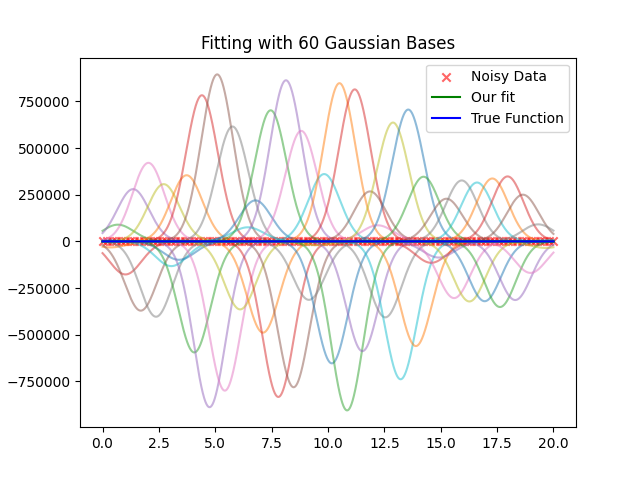 Fitting with 60 Gaussian Bases
Noisy Data
Our fit
True Function
750000
500000
250000
0
−250000
−500000
−750000
0.0 2.5 5.0 7.5 10.0 12.5 15.0 17.5 20.0